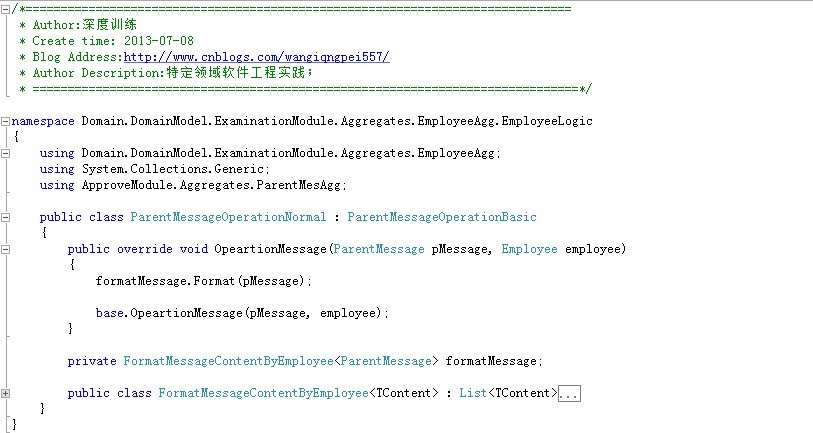 /*==============================================================================
 * Author:深度训练
 * Create time: 2013-07-08
 * Blog Address:http://www.cnblogs.com/wangiqngpei557/
 * Author Description:特定领域软件工程实践；
 * ==============================================================================*/
namespace Domain.DomainModel.ExaminationModule.Aggregates.EmployeeAgg.EmployeeLogic
{
    using Domain.DomainModel.ExaminationModule.Aggregates.EmployeeAgg;
    using System.Collections.Generic;
    using ApproveModule.Aggregates.ParentMesAgg;
    public class ParentMessageOperationNormal : ParentMessageOperationBasic
    {
        public override void OpeartionMessage(ParentMessage pMessage, Employee employee)
        {
            formatMessage.Format(pMessage);
            base.OpeartionMessage(pMessage, employee);
        }
        private FormatMessageContentByEmployee<ParentMessage> formatMessage;
        public class FormatMessageContentByEmployee<TContent> : List<TContent>...
    }
}